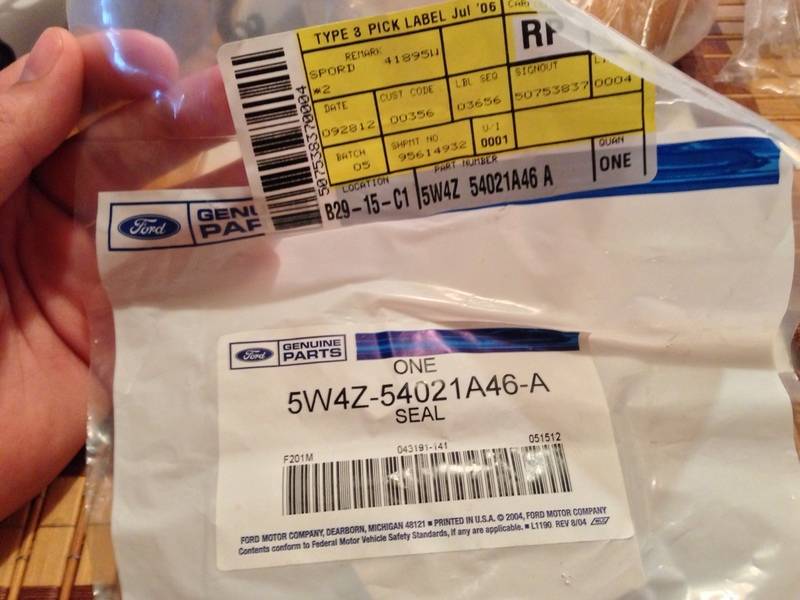 TYPE 3 PICK LABEL Jul '06
REMARK
SPORD 41895W
#2
RP
DATE CUST CODE LBL SEQ SIGNOUT
092812 00356 03656 50753837 0004
BATCH SHPMT NO U/I
05 95614932 0001
LOCATION PART NUMBER QUAN
B29-15-C1 5W4Z 54021A46 A ONE
507538370004
Ford
Ford GENUINE PARTS
ONE
5W4Z-54021A46-A
SEAL
F201M 043191-141 051512
FORD MOTOR COMPANY, DEARBORN, MICHIGAN 48121 ■ PRINTED IN U.S.A. © 2004, FORD MOTOR COMPANY
Contents conform to Federal Motor Vehicle Safety Standards, if any are applicable. ■ L1190 REV 8/04